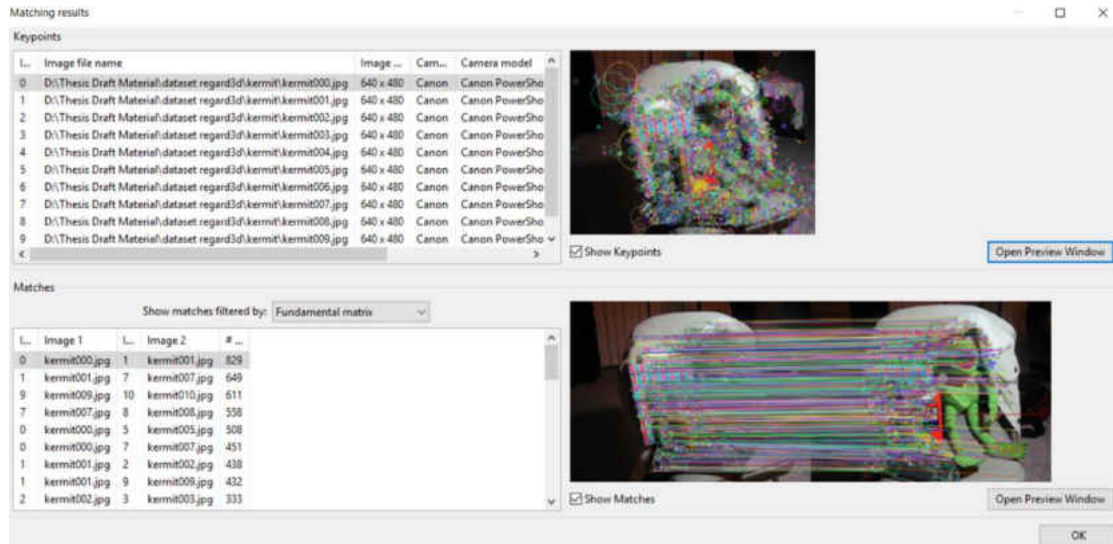 Matching results
Keypoints
I... Image file name Image ... Cam... Camera model
0 D:\Thesis Draft Material\dataset regard3d\kermit\kermit000.jpg 640 x 480 Canon Canon PowerSho
1 D:\Thesis Draft Material\dataset regard3d\kermit\kermit001.jpg 640 x 480 Canon Canon PowerSho
2 D:\Thesis Draft Material\dataset regard3d\kermit\kermit002.jpg 640 x 480 Canon Canon PowerSho
3 D:\Thesis Draft Material\dataset regard3d\kermit\kermit003.jpg 640 x 480 Canon Canon PowerSho
4 D:\Thesis Draft Material\dataset regard3d\kermit\kermit004.jpg 640 x 480 Canon Canon PowerSho
5 D:\Thesis Draft Material\dataset regard3d\kermit\kermit005.jpg 640 x 480 Canon Canon PowerSho
6 D:\Thesis Draft Material\dataset regard3d\kermit\kermit006.jpg 640 x 480 Canon Canon PowerSho
7 D:\Thesis Draft Material\dataset regard3d\kermit\kermit007.jpg 640 x 480 Canon Canon PowerSho
8 D:\Thesis Draft Material\dataset regard3d\kermit\kermit008.jpg 640 x 480 Canon Canon PowerSho
9 D:\Thesis Draft Material\dataset regard3d\kermit\kermit009.jpg 640 x 480 Canon Canon PowerSho
Show Keypoints Open Preview Window
Matches
Show matches filtered by: Fundamental matrix
I... Image 1 I... Image 2 # ...
0 kermit000.jpg 1 kermit001.jpg 829
1 kermit001.jpg 7 kermit007.jpg 649
9 kermit009.jpg 10 kermit010.jpg 611
7 kermit007.jpg 8 kermit008.jpg 558
0 kermit000.jpg 5 kermit005.jpg 508
0 kermit000.jpg 7 kermit007.jpg 451
1 kermit001.jpg 2 kermit002.jpg 438
1 kermit001.jpg 9 kermit009.jpg 432
2 kermit002.jpg 3 kermit003.jpg 333
Show Matches Open Preview Window
OK